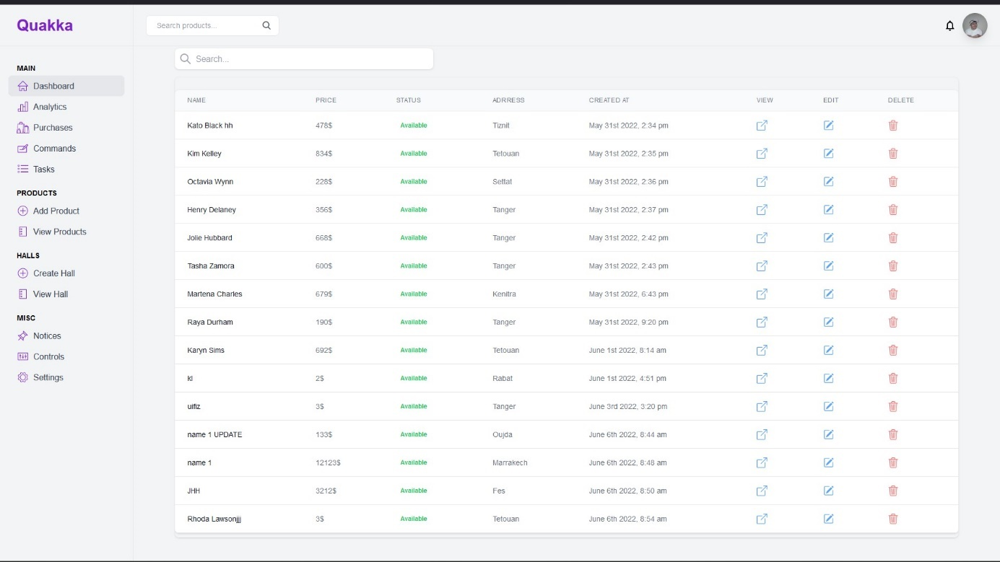 Quakka
Search products...
MAIN
Dashboard
Analytics
Purchases
Commands
Tasks
PRODUCTS
Add Product
View Products
HALLS
Create Hall
View Hall
MISC
Notices
Controls
Settings
Search...
NAME PRICE STATUS ADRRESS CREATED AT VIEW EDIT DELETE
Kato Black hh 478$ Available Tiznit May 31st 2022, 2:34 pm
Kim Kelley 834$ Available Tetouan May 31st 2022, 2:35 pm
Octavia Wynn 228$ Available Settat May 31st 2022, 2:36 pm
Henry Delaney 356$ Available Tanger May 31st 2022, 2:37 pm
Jolie Hubbard 668$ Available Tanger May 31st 2022, 2:42 pm
Tasha Zamora 600$ Available Tanger May 31st 2022, 2:43 pm
Martena Charles 679$ Available Kenitra May 31st 2022, 6:43 pm
Raya Durham 190$ Available Tanger May 31st 2022, 9:20 pm
Karyn Sims 692$ Available Tetouan June 1st 2022, 8:14 am
2$ Available Rabat June 1st 2022, 4:51 pm
uifiz 3$ Available Tanger June 3rd 2022, 3:20 pm
name 1 UPDATE 133$ Available Oujda June 6th 2022, 8:44 am
name 1 12123$ Available Marrakech June 6th 2022, 8:48 am
JHH 3212$ Available Fes June 6th 2022, 8:50 am
Rhoda Lawsonjjj 3$ Available Tetouan June 6th 2022, 8:54 am